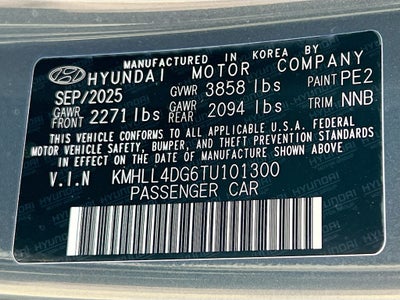 MANUFACTURED IN KOREA BY
HYUNDAI MOTOR COMPANY
SEP/2025 GVWR 3858 lbs PAINT PE2
GAWR FRONT 2271 lbs GAWR REAR 2094 lbs TRIM NNB
THIS VEHICLE CONFORMS TO ALL APPLICABLE U.S.A. FEDERAL
MOTOR VEHICLE SAFETY, BUMPER, AND THEFT PREVENTION STANDARDS
IN EFFECT ON THE DATE OF MANUFACTURE SHOWN ABOVE.
V.I.N KMHLL4DG6TU101300
PASSENGER CAR